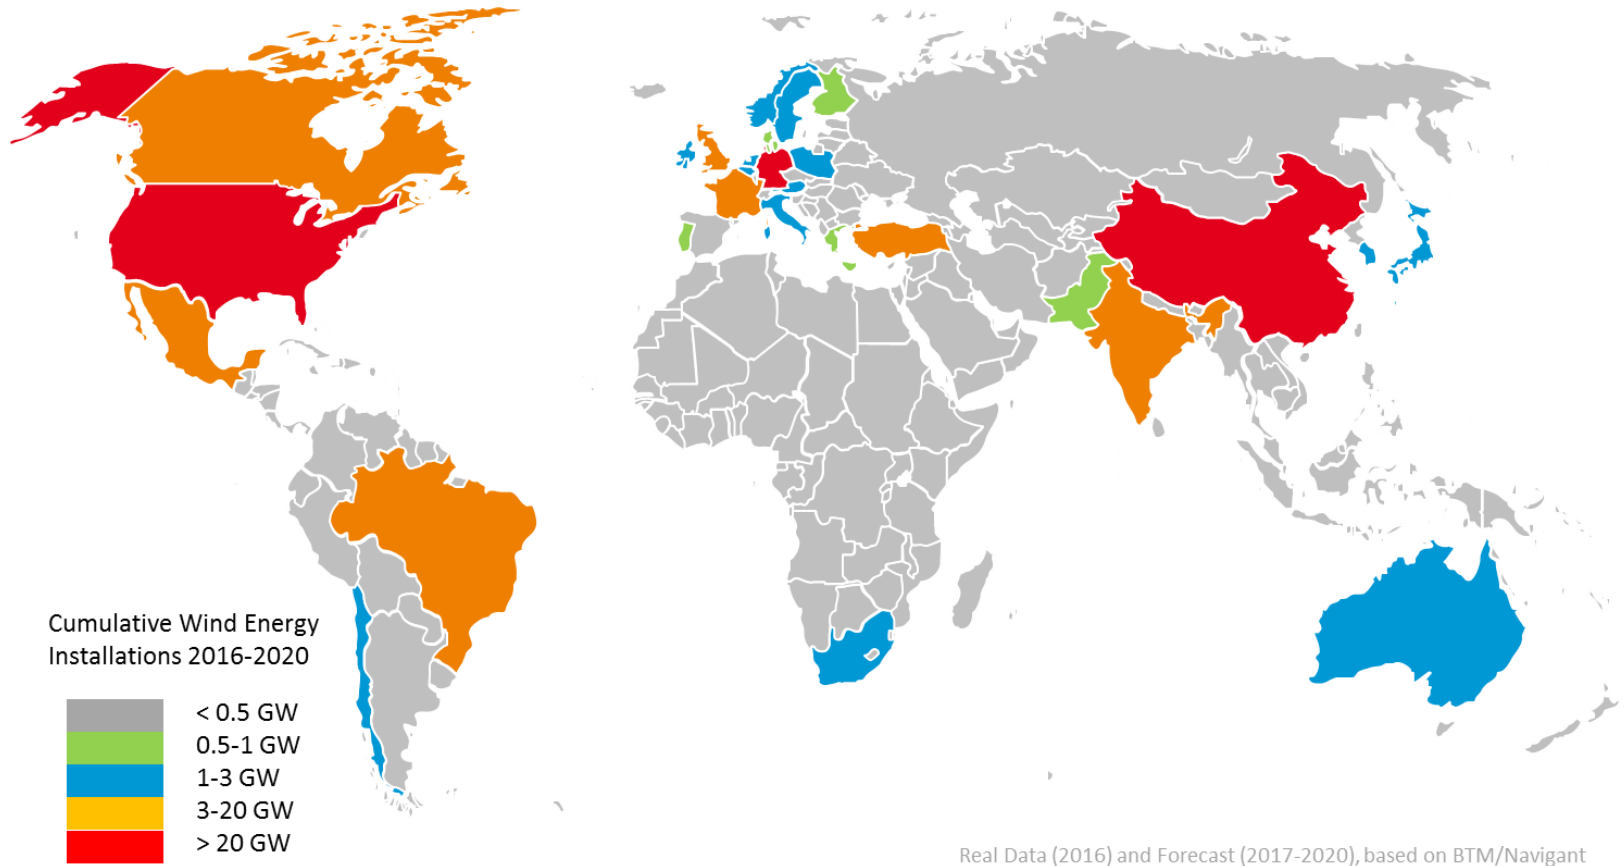 Cumulative Wind Energy
Installations 2016-2020
< 0.5 GW
0.5-1 GW
1-3 GW
3-20 GW
> 20 GW
Real Data (2016) and Forecast (2017-2020), based on BTM/Navigant